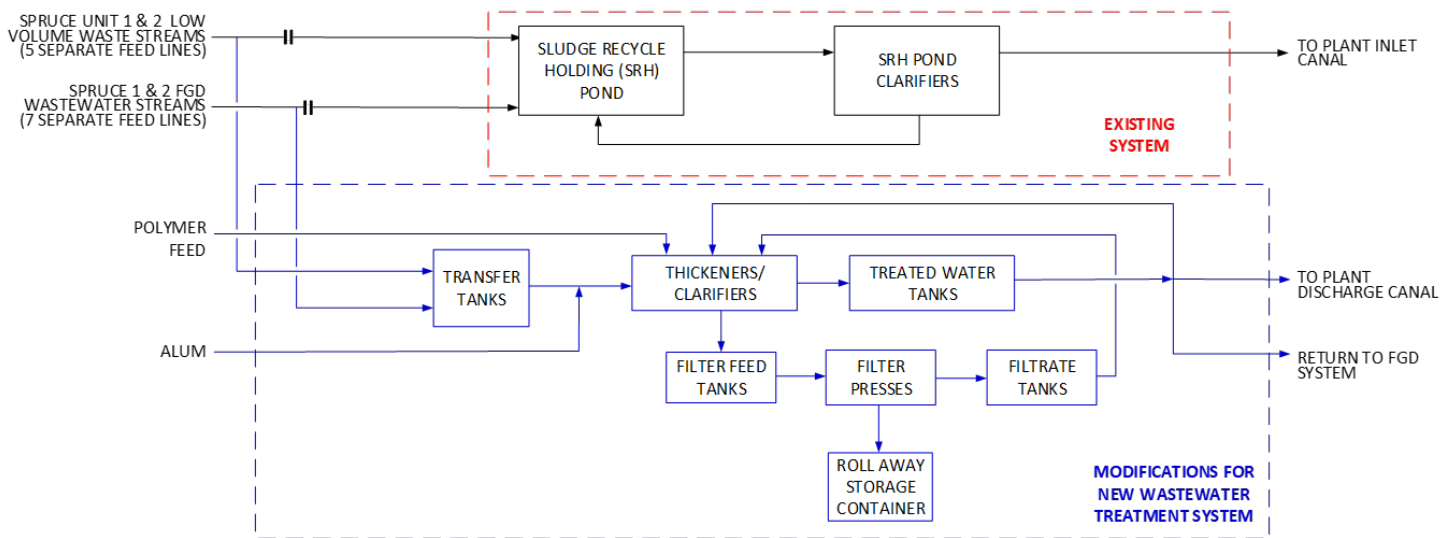 SPRUCE UNIT 1 & 2 LOW
VOLUME WASTE STREAMS
(5 SEPARATE FEED LINES)
SPRUCE 1 & 2 FGD
WASTEWATER STREAMS
(7 SEPARATE FEED LINES)
SLUDGE RECYCLE
HOLDING (SRH)
POND
SRH POND
CLARIFIERS
TO PLANT INLET
CANAL
EXISTING
SYSTEM
POLYMER
FEED
ALUM
TRANSFER
TANKS
THICKENERS/
CLARIFIERS
TREATED WATER
TANKS
TO PLANT
DISCHARGE CANAL
FILTER FEED
TANKS
FILTER
PRESSES
FILTRATE
TANKS
RETURN TO FGD
SYSTEM
ROLL AWAY
STORAGE
CONTAINER
MODIFICATIONS FOR
NEW WASTEWATER
TREATMENT SYSTEM